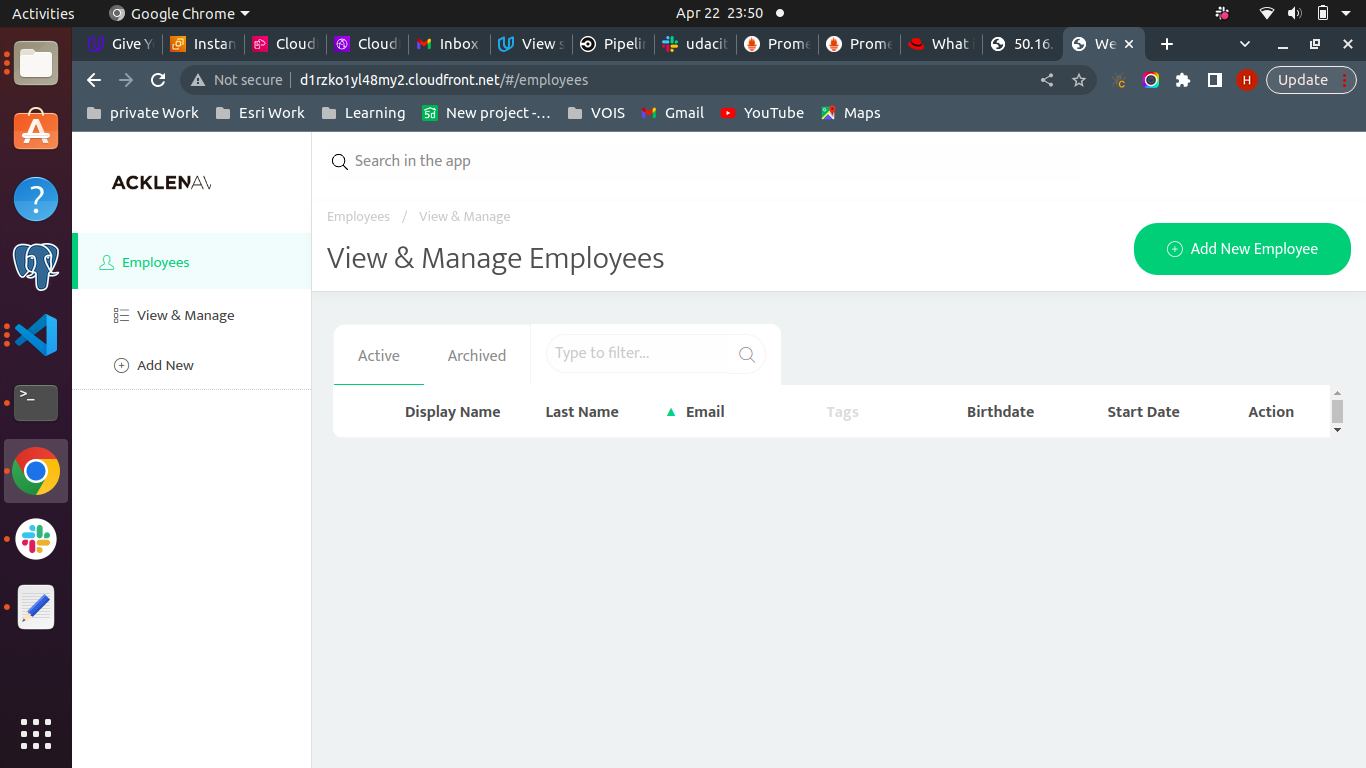 Activities Google Chrome Apr 22 23:50
Give Y Instan Cloud Cloud Inbox View s Pipelin udacit Prome Prome What i 50.16. We
Not secure d1rzko1yl48my2.cloudfront.net/#/employees H Update
private Work Esri Work Learning New project -... VOIS Gmail YouTube Maps
ACKLENAV
Search in the app
Employees / View & Manage
View & Manage Employees
Add New Employee
Employees
View & Manage
Add New
Active Archived Type to filter...
Display Name Last Name Email Tags Birthdate Start Date Action